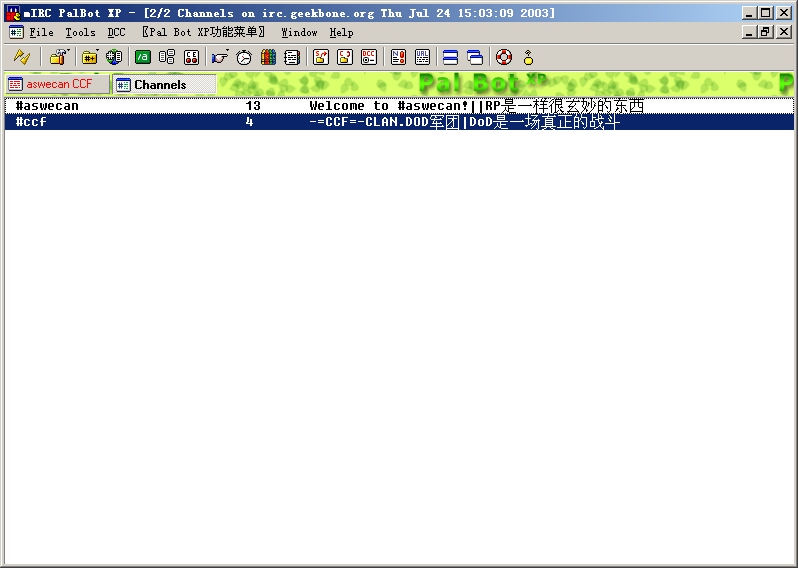 mIRC PalBot XP - [2/2 Channels on irc.geekbone.org Thu Jul 24 15:03:09 2003]
File Tools DCC 〖Pal Bot XP功能菜单〗 Window Help
aswecan CCF Channels Pal Bot XP P
#aswecan 13 Welcome to #aswecan!||RP是一样很玄妙的东西
#ccf 4 -=CCF=-CLAN.DOD军团|DoD是一场真正的战斗